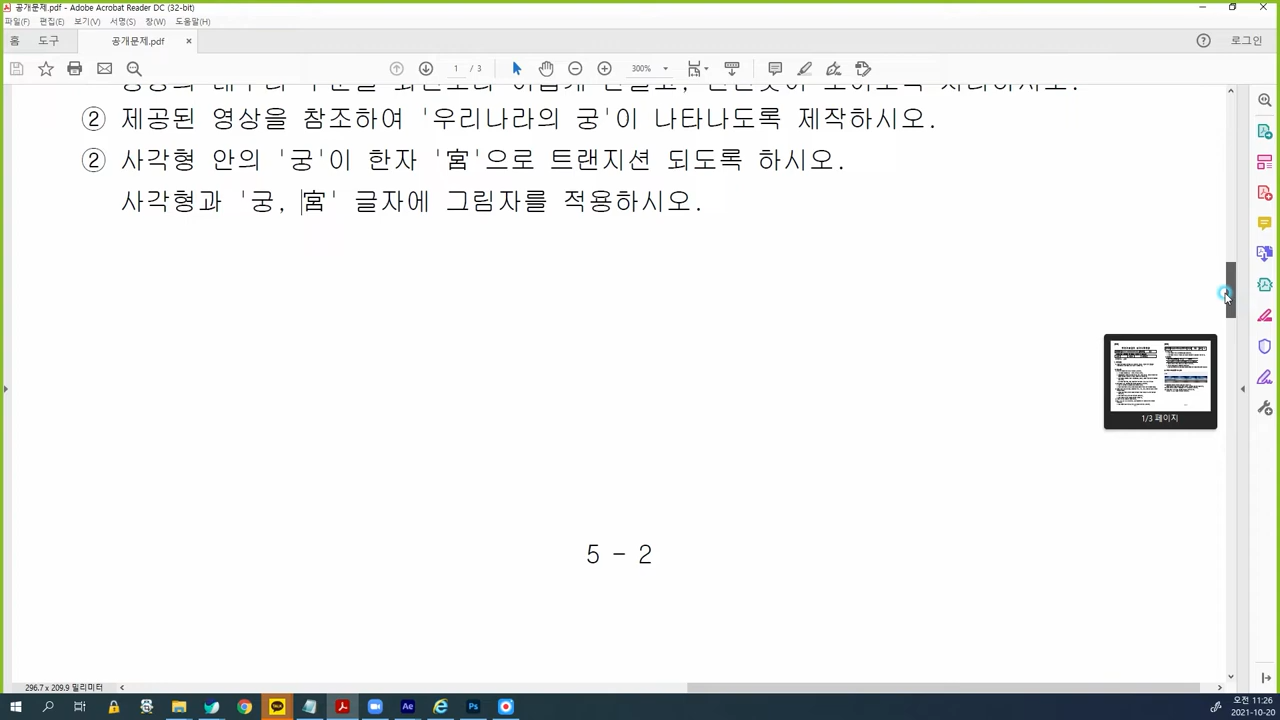 공개문제.pdf - Adobe Acrobat Reader DC (32-bit)
파일(F) 편집(E) 보기(V) 서명(S) 창(W) 도움말(H)
홈 도구 공개문제.pdf × 로그인
1 / 3 300%
② 제공된 영상을 참조하여 '우리나라의 궁'이 나타나도록 제작하시오.
② 사각형 안의 '궁'이 한자 '宮'으로 트랜지션 되도록 하시오.
사각형과 '궁, 宮' 글자에 그림자를 적용하시오.
1/3 페이지
5 - 2
296.7 x 209.9 밀리미터
오전 11:26
2021-10-20